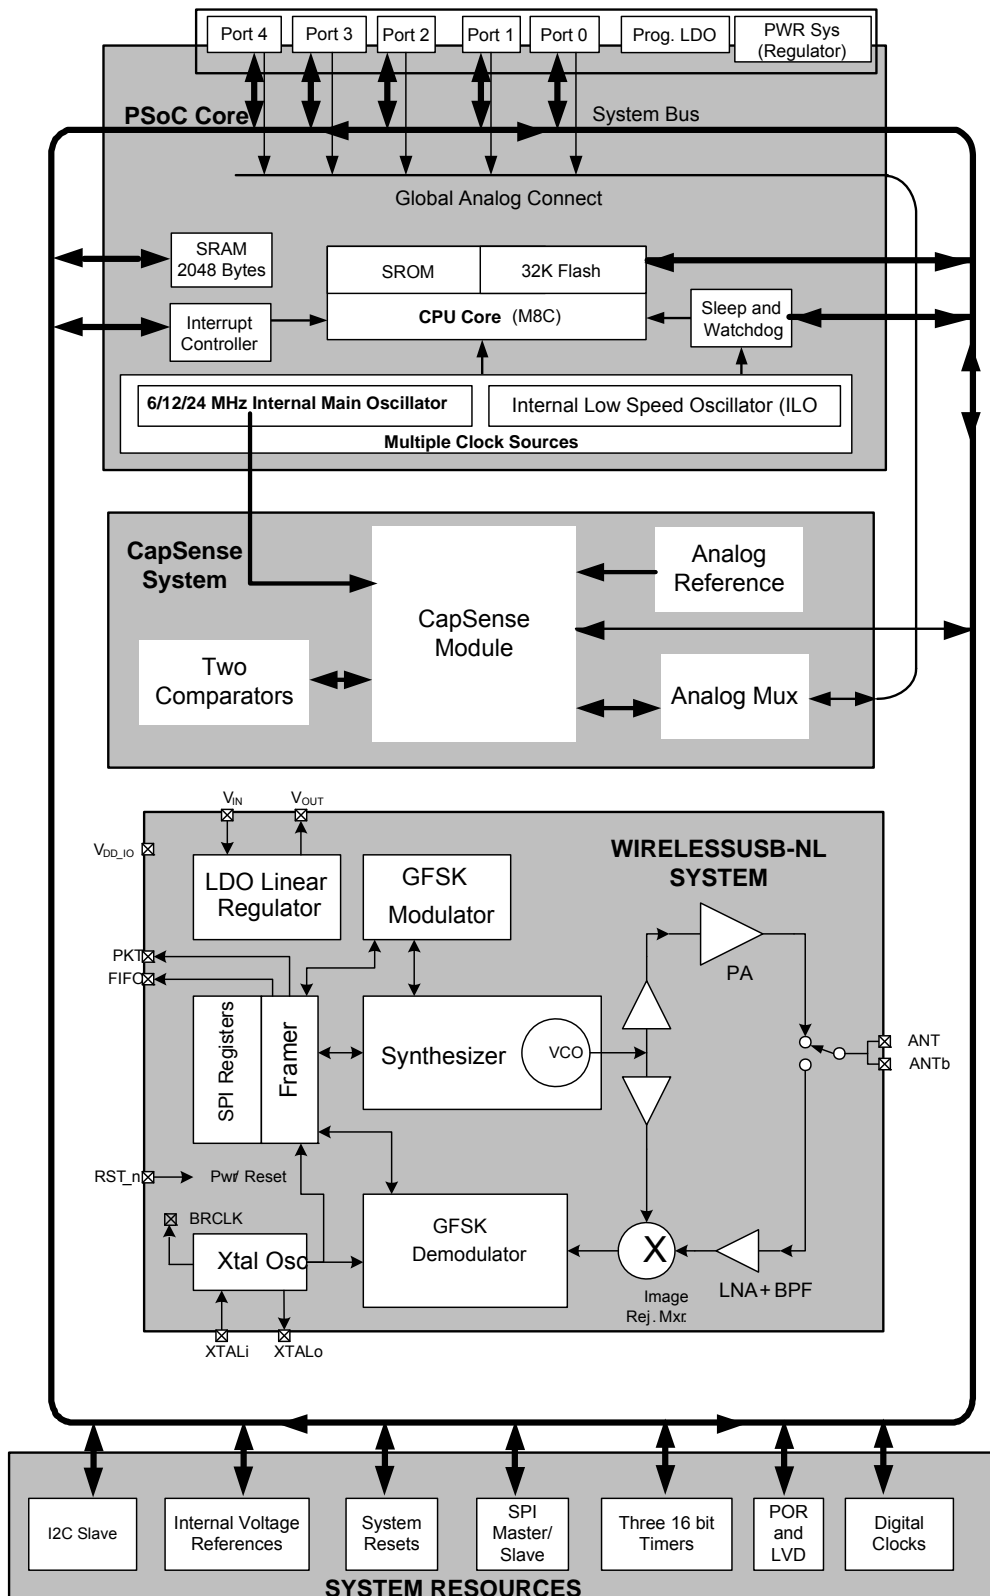 Port 4
Port 3
Port 2
Port 1
Port 0
Prog. LDO
PWR Sys
(Regulator)
PSoC Core
System Bus
Global Analog Connect
SRAM
2048 Bytes
SROM
32K Flash
CPU Core (M8C)
Interrupt
Controller
Sleep and
Watchdog
6/12/24 MHz Internal Main Oscillator
Internal Low Speed Oscillator (ILO
Multiple Clock Sources
CapSense
System
CapSense
Module
Analog
Reference
Two
Comparators
Analog Mux
VIN
VOUT
VDD_IO
LDO Linear
Regulator
GFSK
Modulator
WIRELESSUSB-NL
SYSTEM
PKT
FIFO
PA
SPI Registers
Framer
Synthesizer
VCO
ANT
ANTb
RST_n
Pwr/ Reset
BRCLK
Xtal Osc
GFSK
Demodulator
X
LNA + BPF
Image
Rej. Mxr.
XTALi
XTALo
I2C Slave
Internal Voltage
References
System
Resets
SPI
Master/
Slave
Three 16 bit
Timers
POR
and
LVD
Digital
Clocks
SYSTEM RESOURCES